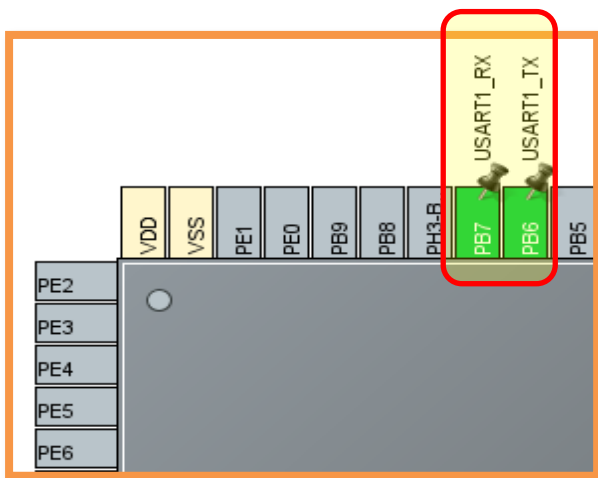 USART1_RX
USART1_TX
VDD
VSS
PE1
PE0
PB9
PB8
PH3-B
PB7
PB6
PB5
PE2
PE3
PE4
PE5
PE6